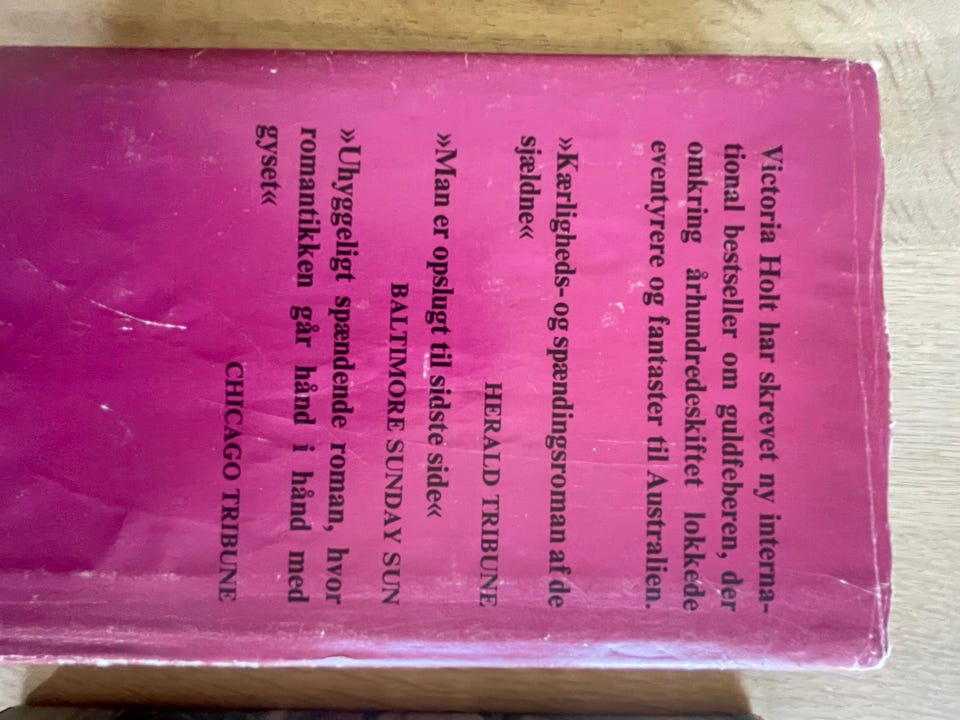 Victoria Holt har skrevet ny interna-
tional bestseller om guldfeberen, der
omkring århundredeskiftet lokkede
eventyrere og fantaster til Australien.
»Kærligheds- og spændingsroman af de
sjældne«
HERALD TRIBUNE
»Man er opslugt til sidste side«
BALTIMORE SUNDAY SUN
»Uhyggeligt spændende roman, hvor
romantikken går hånd i hånd med
gyset«
CHICAGO TRIBUNE